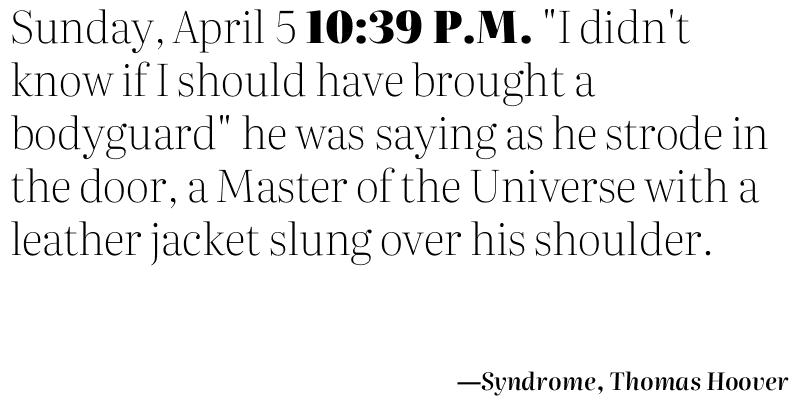 Sunday, April 5 10:39 P.M. "I didn't
know if I should have brought a
bodyguard" he was saying as he strode in
the door, a Master of the Universe with a
leather jacket slung over his shoulder.
—Syndrome, Thomas Hoover